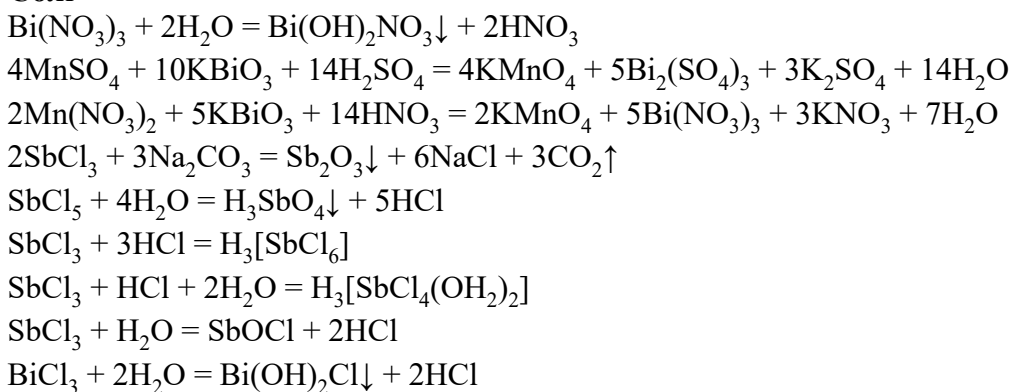 Bi(NO₃)₃ + 2H₂O = Bi(OH)₂NO₃↓ + 2HNO₃
4MnSO₄ + 10KBiO₃ + 14H₂SO₄ = 4KMnO₄ + 5Bi₂(SO₄)₃ + 3K₂SO₄ + 14H₂O
2Mn(NO₃)₂ + 5KBiO₃ + 14HNO₃ = 2KMnO₄ + 5Bi(NO₃)₃ + 3KNO₃ + 7H₂O
2SbCl₃ + 3Na₂CO₃ = Sb₂O₃↓ + 6NaCl + 3CO₂↑
SbCl₅ + 4H₂O = H₃SbO₄↓ + 5HCl
SbCl₃ + 3HCl = H₃[SbCl₆]
SbCl₃ + HCl + 2H₂O = H₃[SbCl₄(OH₂)₂]
SbCl₃ + H₂O = SbOCl + 2HCl
BiCl₃ + 2H₂O = Bi(OH)₂Cl↓ + 2HCl